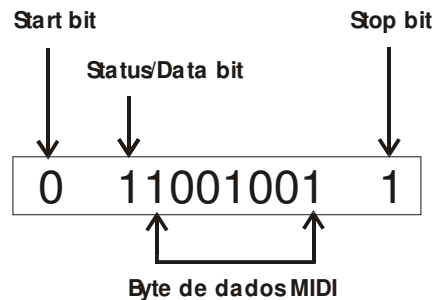 Start bit Stop bit
Status/Data bit
0 11001001 1
Byte de dados MIDI